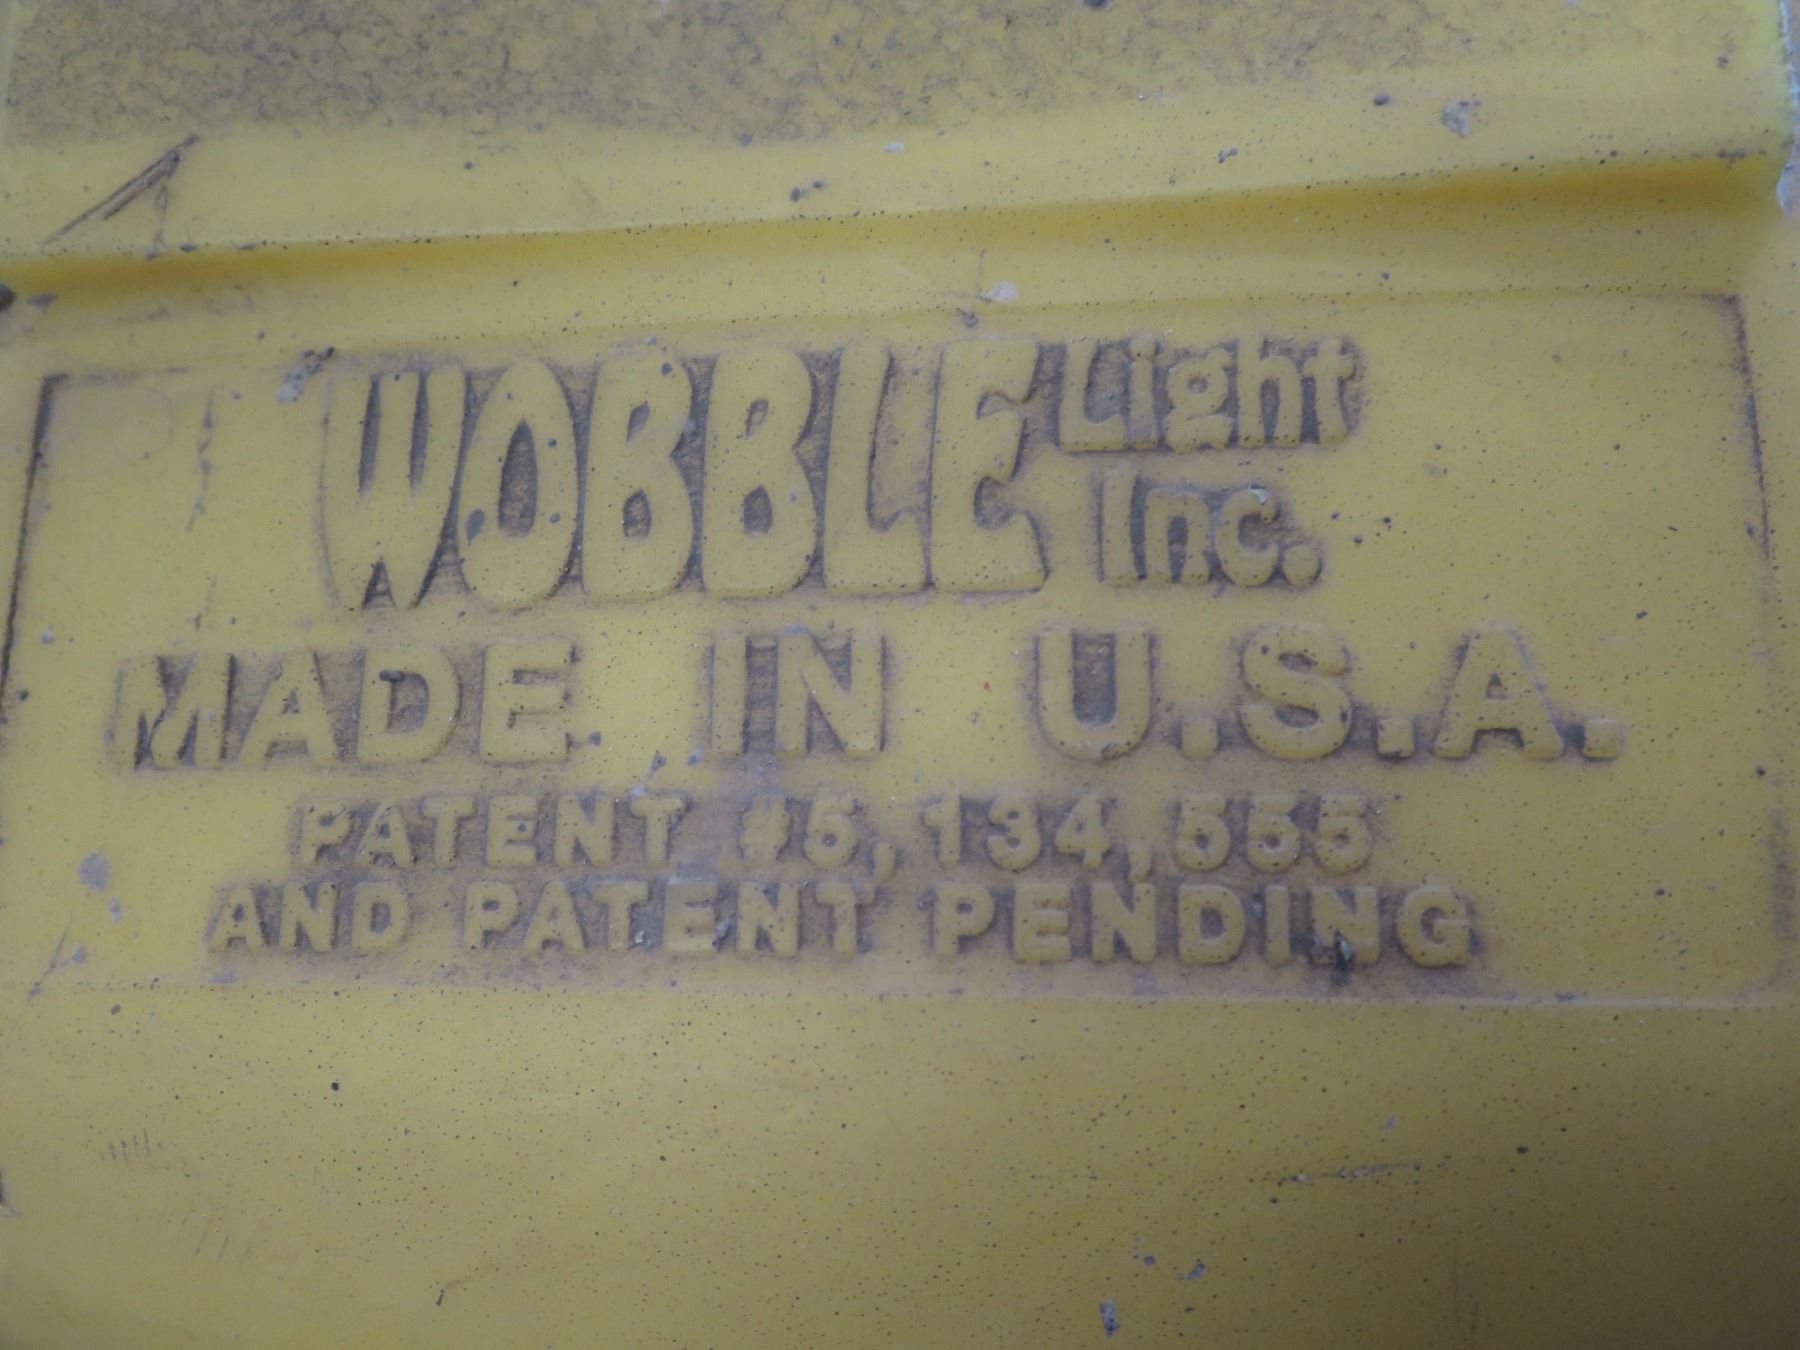 WOBBLE Light Inc.
MADE IN U.S.A.
PATENT #5,134,555
AND PATENT PENDING